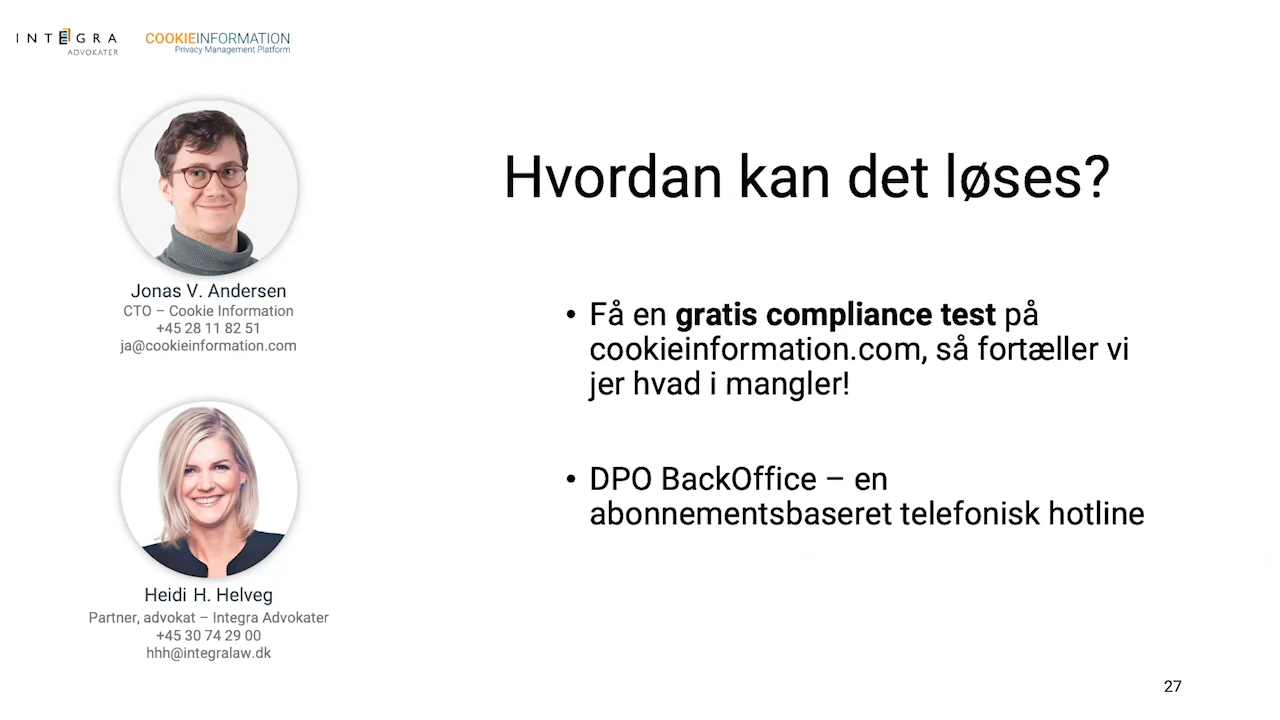 INTEGRA
ADVOKATER
COOKIEINFORMATION
Privacy Management Platform
Jonas V. Andersen
CTO – Cookie Information
+45 28 11 82 51
ja@cookieinformation.com
Heidi H. Helveg
Partner, advokat – Integra Advokater
+45 30 74 29 00
hhh@integralaw.dk
Hvordan kan det løses?
• Få en gratis compliance test på
cookieinformation.com, så fortæller vi
jer hvad i mangler!
• DPO BackOffice – en
abonnementsbaseret telefonisk hotline
27